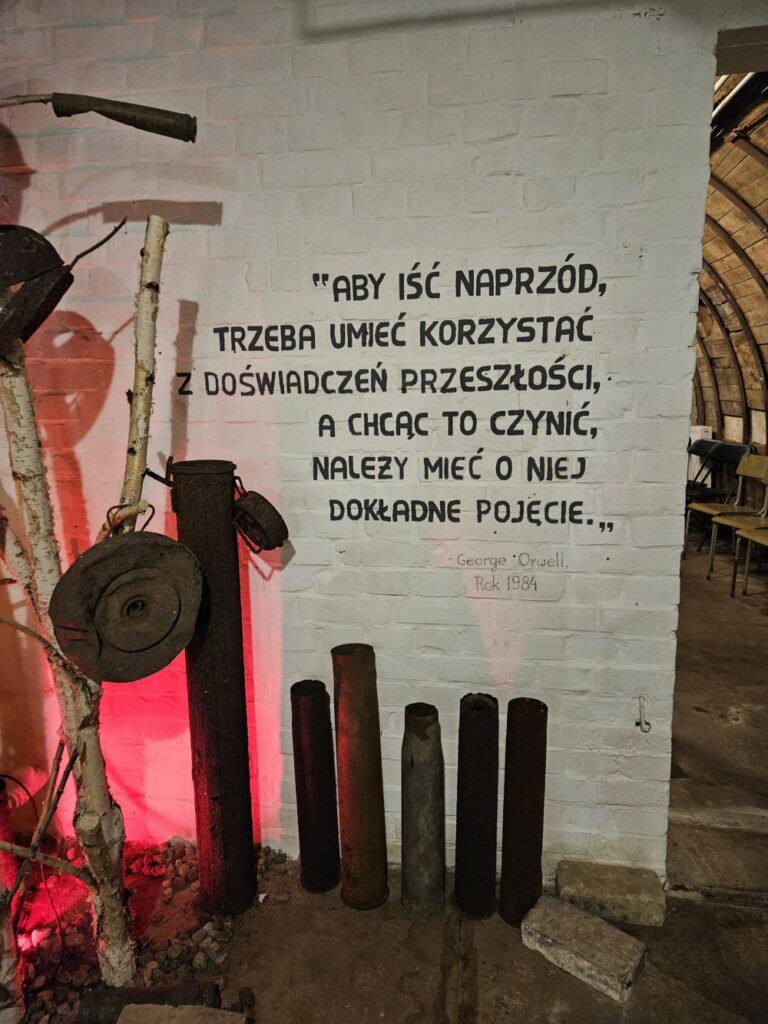 "ABY IŚĆ NAPRZÓD,
TRZEBA UMIEĆ KORZYSTAĆ
Z DOŚWIADCZEŃ PRZESZŁOŚCI,
A CHCĄC TO CZYNIĆ,
NALEŻY MIEĆ O NIEJ
DOKŁADNE POJĘCIE.„
- George Orwell,
Rok 1984